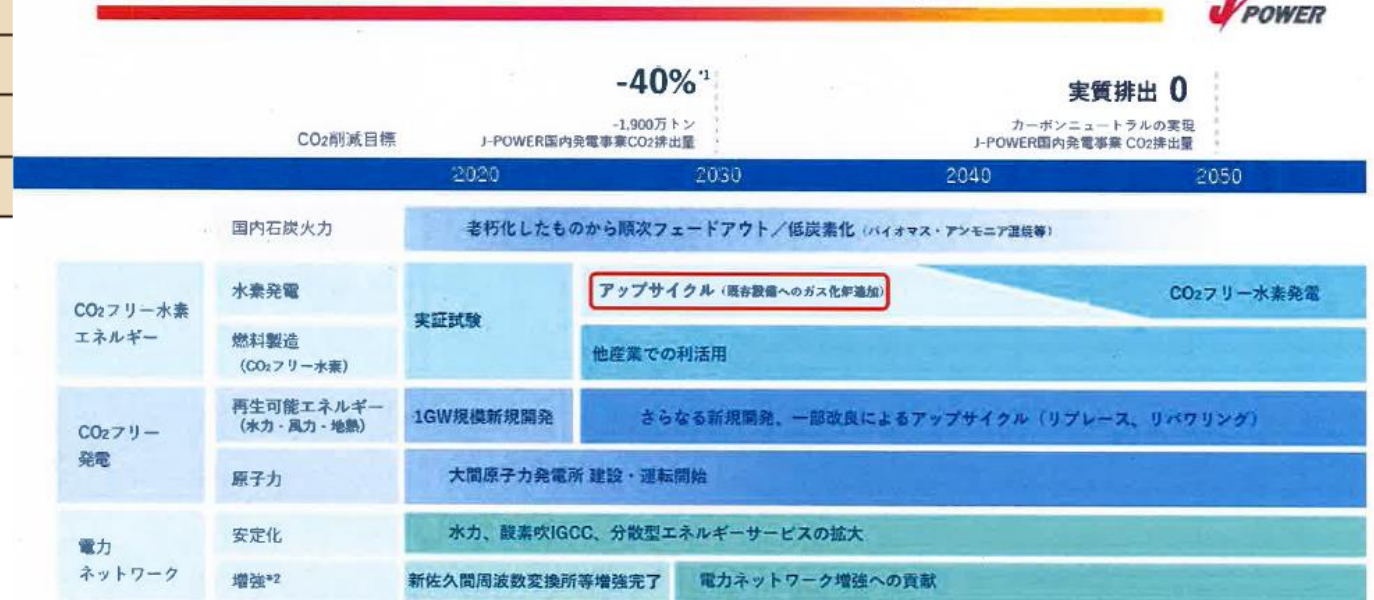 J POWER
-40%*1
実質排出 0
-1,900万トン
カーボンニュートラルの実現
CO2削減目標
J-POWER国内発電事業CO2排出量
J-POWER国内発電事業 CO2排出量
2020
2030
2040
2050
国内石炭火力
老朽化したものから順次フェードアウト／低炭素化（バイオマス・アンモニア混焼等）
CO2フリー水素
エネルギー
水素発電
実証試験
アップサイクル（既存設備へのガス化炉追加）
CO2フリー水素発電
燃料製造
（CO2フリー水素）
他産業での利活用
CO2フリー
発電
再生可能エネルギー
（水力・風力・地熱）
1GW規模新規開発
さらなる新規開発、一部改良によるアップサイクル（リプレース、リパワリング）
原子力
大間原子力発電所 建設・運転開始
電力
ネットワーク
安定化
水力、酸素吹IGCC、分散型エネルギーサービスの拡大
増強*2
新佐久間周波数変換所等増強完了
電力ネットワーク増強への貢献